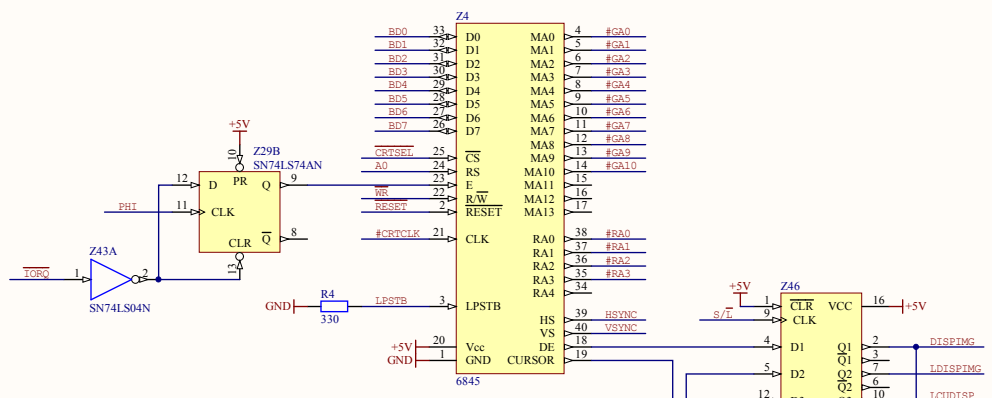 Z4
BD0 33 D0 MA0 4 #GA0
BD1 32 D1 MA1 5 #GA1
BD2 31 D2 MA2 6 #GA2
BD3 30 D3 MA3 7 #GA3
BD4 29 D4 MA4 8 #GA4
BD5 28 D5 MA5 9 #GA5
BD6 27 D6 MA6 10 #GA6
BD7 26 D7 MA7 11 #GA7
MA8 12 #GA8
CRTSEL 25 CS MA9 13 #GA9
A0 24 RS MA10 14 #GA10
23 E MA11 15
WR 22 R/W MA12 16
RESET 2 RESET MA13 17
#CRTCLK 21 CLK RA0 38 #RA0
RA1 37 #RA1
RA2 36 #RA2
RA3 35 #RA3
RA4 34
LPSTB 3 LPSTB
HS 39 HSYNC
VS 40 VSYNC
+5V 20 Vcc DE 18
GND 1 GND CURSOR 19
6845
+5V
10
Z29B
SN74LS74AN
12 D PR Q 9
PHI 11 CLK
CLR Q 8
13
Z43A
IORQ 1 2
SN74LS04N
R4
GND
330
Z46
+5V 1 CLR VCC 16 +5V
S/L 9 CLK
4 D1 Q1 2 DISPIMG
Q1 3
5 D2 Q2 7 LDISPIMG
Q2 6
12 10 LCUDISP